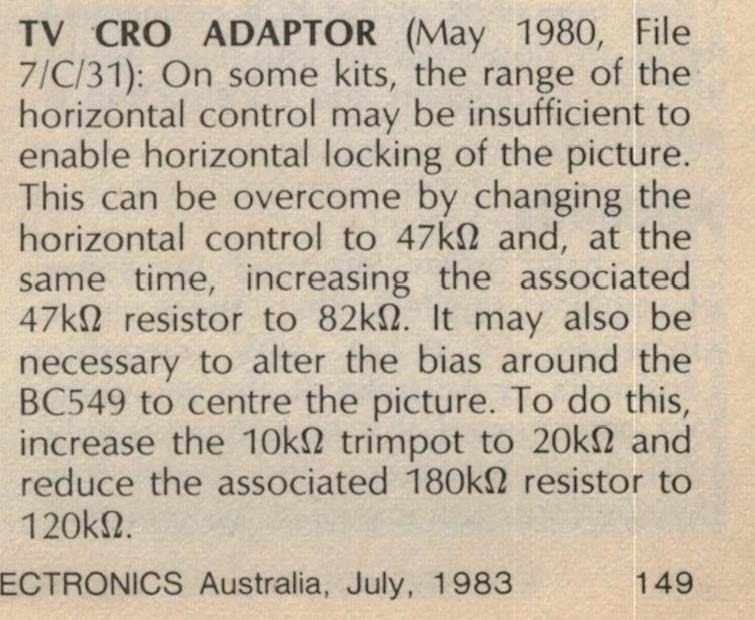 TV CRO ADAPTOR (May 1980, File
7/C/31): On some kits, the range of the
horizontal control may be insufficient to
enable horizontal locking of the picture.
This can be overcome by changing the
horizontal control to 47kΩ and, at the
same time, increasing the associated
47kΩ resistor to 82kΩ. It may also be
necessary to alter the bias around the
BC549 to centre the picture. To do this,
increase the 10kΩ trimpot to 20kΩ and
reduce the associated 180kΩ resistor to
120kΩ.
ECTRONICS Australia, July, 1983 149